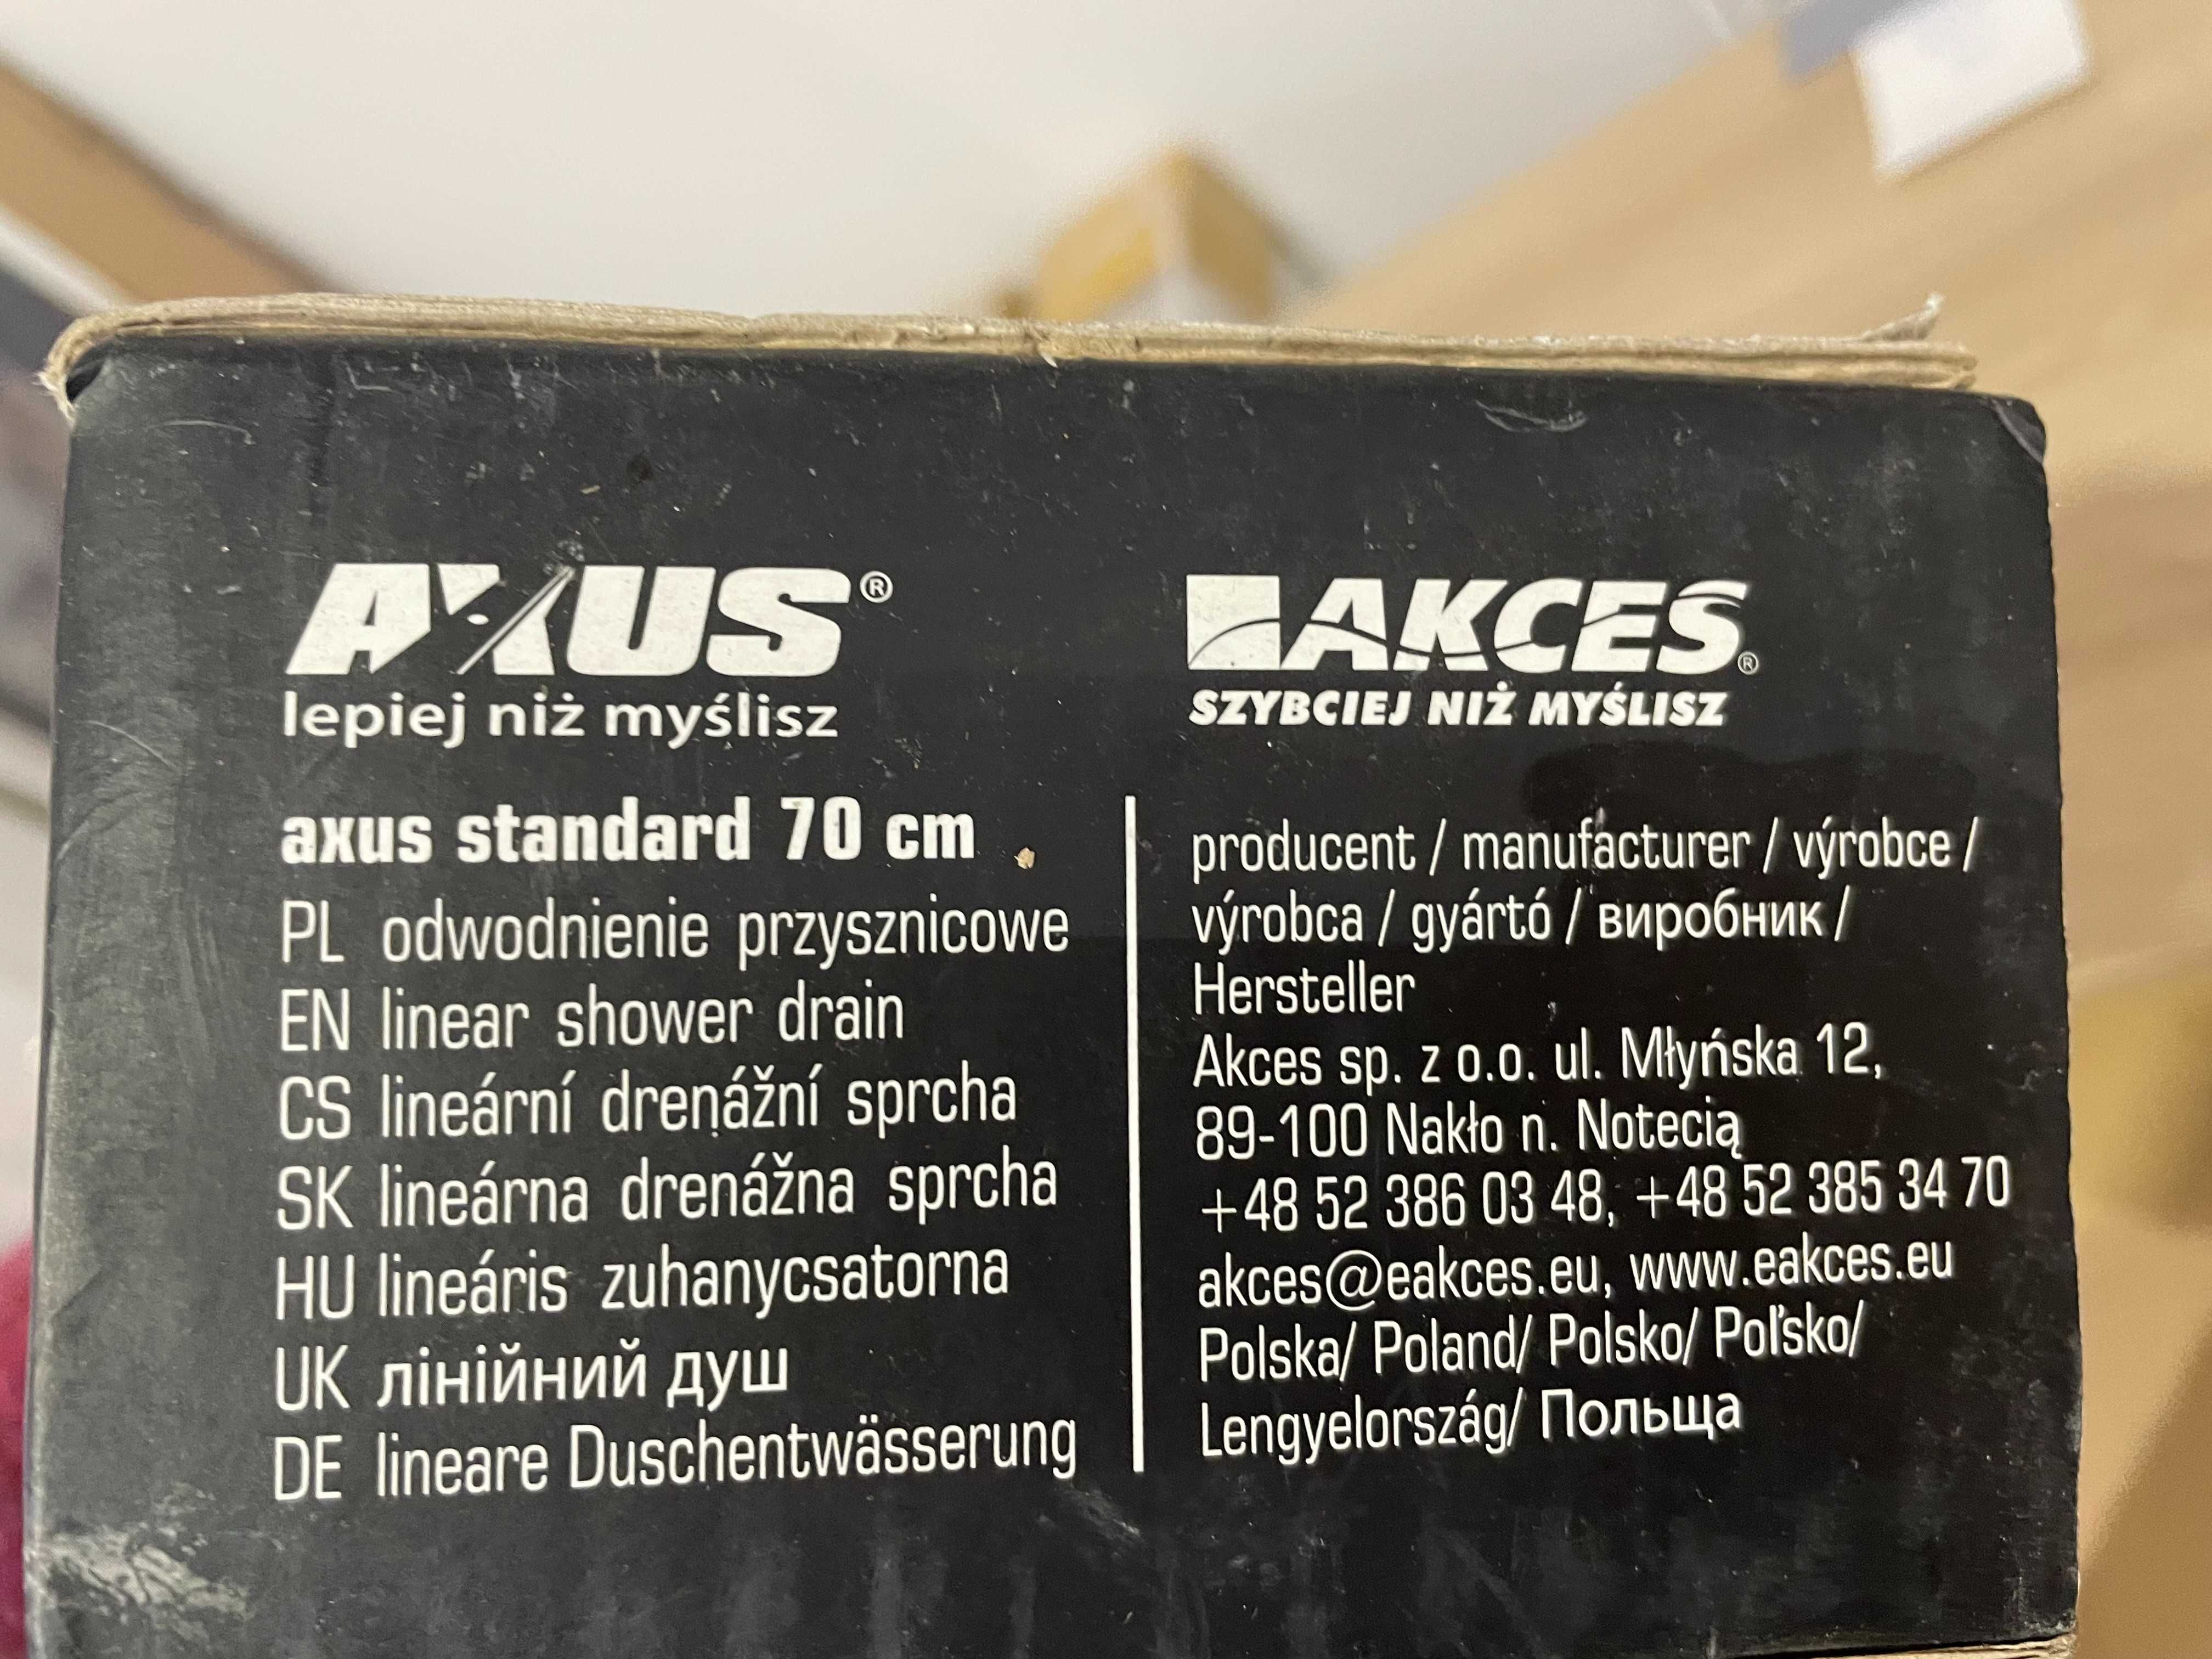 AXUS®
lepiej niż myślisz
axus standard 70 cm
PL odwodnienie przysznicowe
EN linear shower drain
CS lineární drenážní sprcha
SK lineárna drenážna sprcha
HU lineáris zuhanycsatorna
UK лінійний душ
DE lineare Duschentwässerung
AKCES®
SZYBCIEJ NIŻ MYŚLISZ
producent / manufacturer / výrobce /
výrobca / gyártó / виробник /
Hersteller
Akces sp. z o.o. ul. Młyńska 12,
89-100 Nakło n. Notecią
+48 52 386 03 48, +48 52 385 34 70
akces@eakces.eu, www.eakces.eu
Polska/ Poland/ Polsko/ Poľsko/
Lengyelország/ Польща